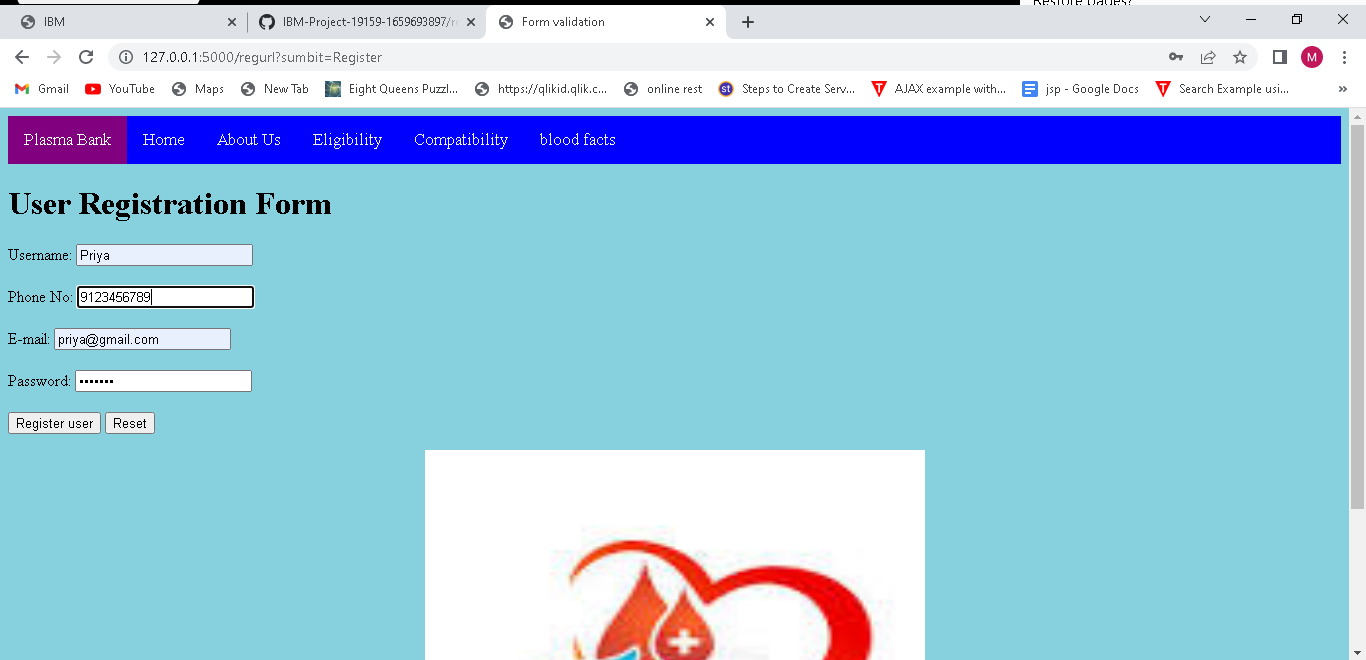 Restore pages?
IBM
IBM-Project-19159-1659693897/r
Form validation
127.0.0.1:5000/regurl?sumbit=Register
M
Gmail
YouTube
Maps
New Tab
Eight Queens Puzzl...
https://qlikid.qlik.c...
online rest
st
Steps to Create Serv...
AJAX example with...
jsp - Google Docs
Search Example usi...
»
Plasma Bank
Home
About Us
Eligibility
Compatibility
blood facts
User Registration Form
Username: Priya
Phone No: 9123456789
E-mail: priya@gmail.com
Password: •••••••
Register user
Reset